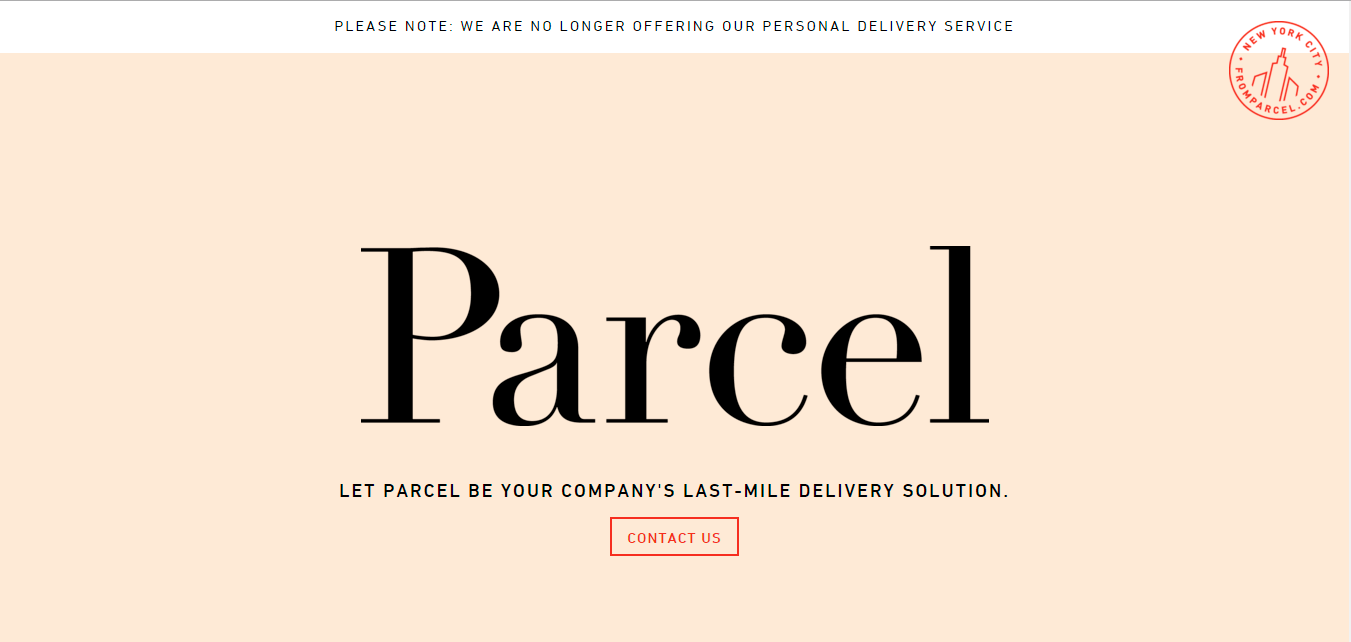 PLEASE NOTE: WE ARE NO LONGER OFFERING OUR PERSONAL DELIVERY SERVICE
• NEW YORK CITY •
FROMPARCEL.COM
Parcel
LET PARCEL BE YOUR COMPANY'S LAST-MILE DELIVERY SOLUTION.
CONTACT US